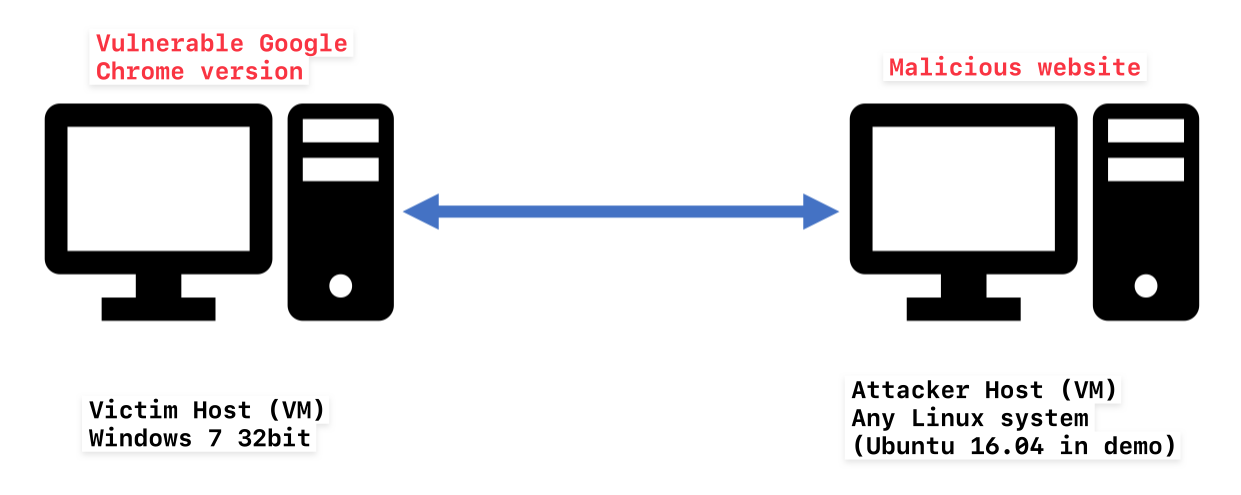 Vulnerable Google
Chrome version
Malicious website
Victim Host (VM)
Windows 7 32bit
Attacker Host (VM)
Any Linux system
(Ubuntu 16.04 in demo)